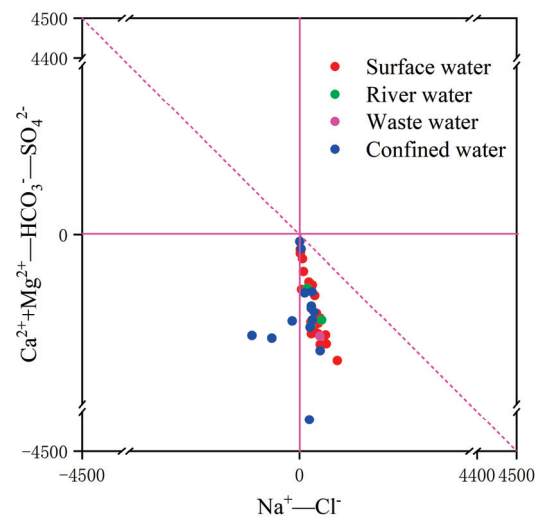 4500
4400
Surface water
River water
Waste water
Confined water
Ca²⁺+Mg²⁺—HCO₃⁻—SO₄²⁻
0
−4500
−4500
0
4400 4500
Na⁺—Cl⁻